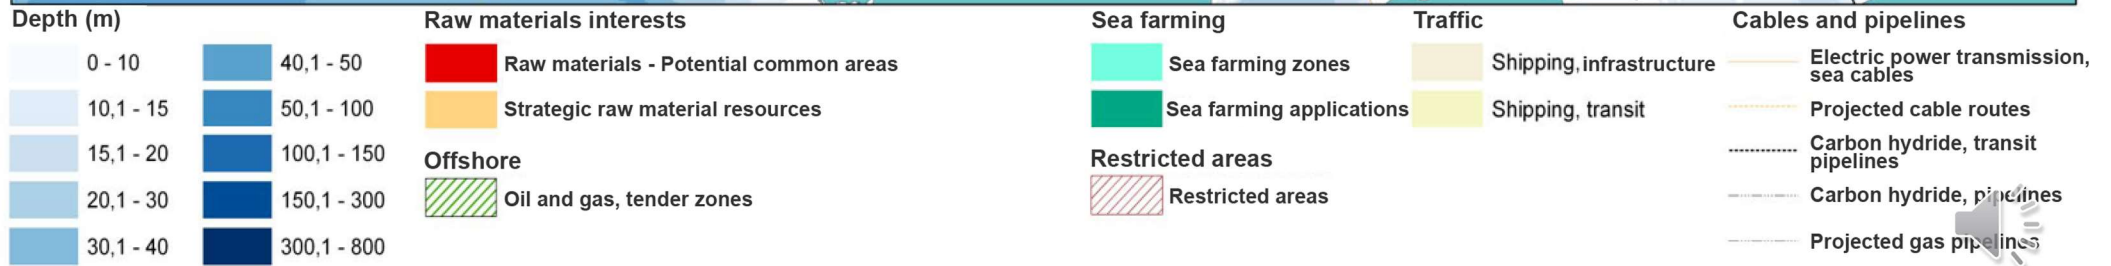 Depth (m)
0 - 10
10,1 - 15
15,1 - 20
20,1 - 30
30,1 - 40
40,1 - 50
50,1 - 100
100,1 - 150
150,1 - 300
300,1 - 800
Raw materials interests
Raw materials - Potential common areas
Strategic raw material resources
Offshore
Oil and gas, tender zones
Sea farming
Sea farming zones
Sea farming applications
Restricted areas
Restricted areas
Traffic
Shipping, infrastructure
Shipping, transit
Cables and pipelines
Electric power transmission,
sea cables
Projected cable routes
Carbon hydride, transit
pipelines
Carbon hydride, pipelines
Projected gas pipelines